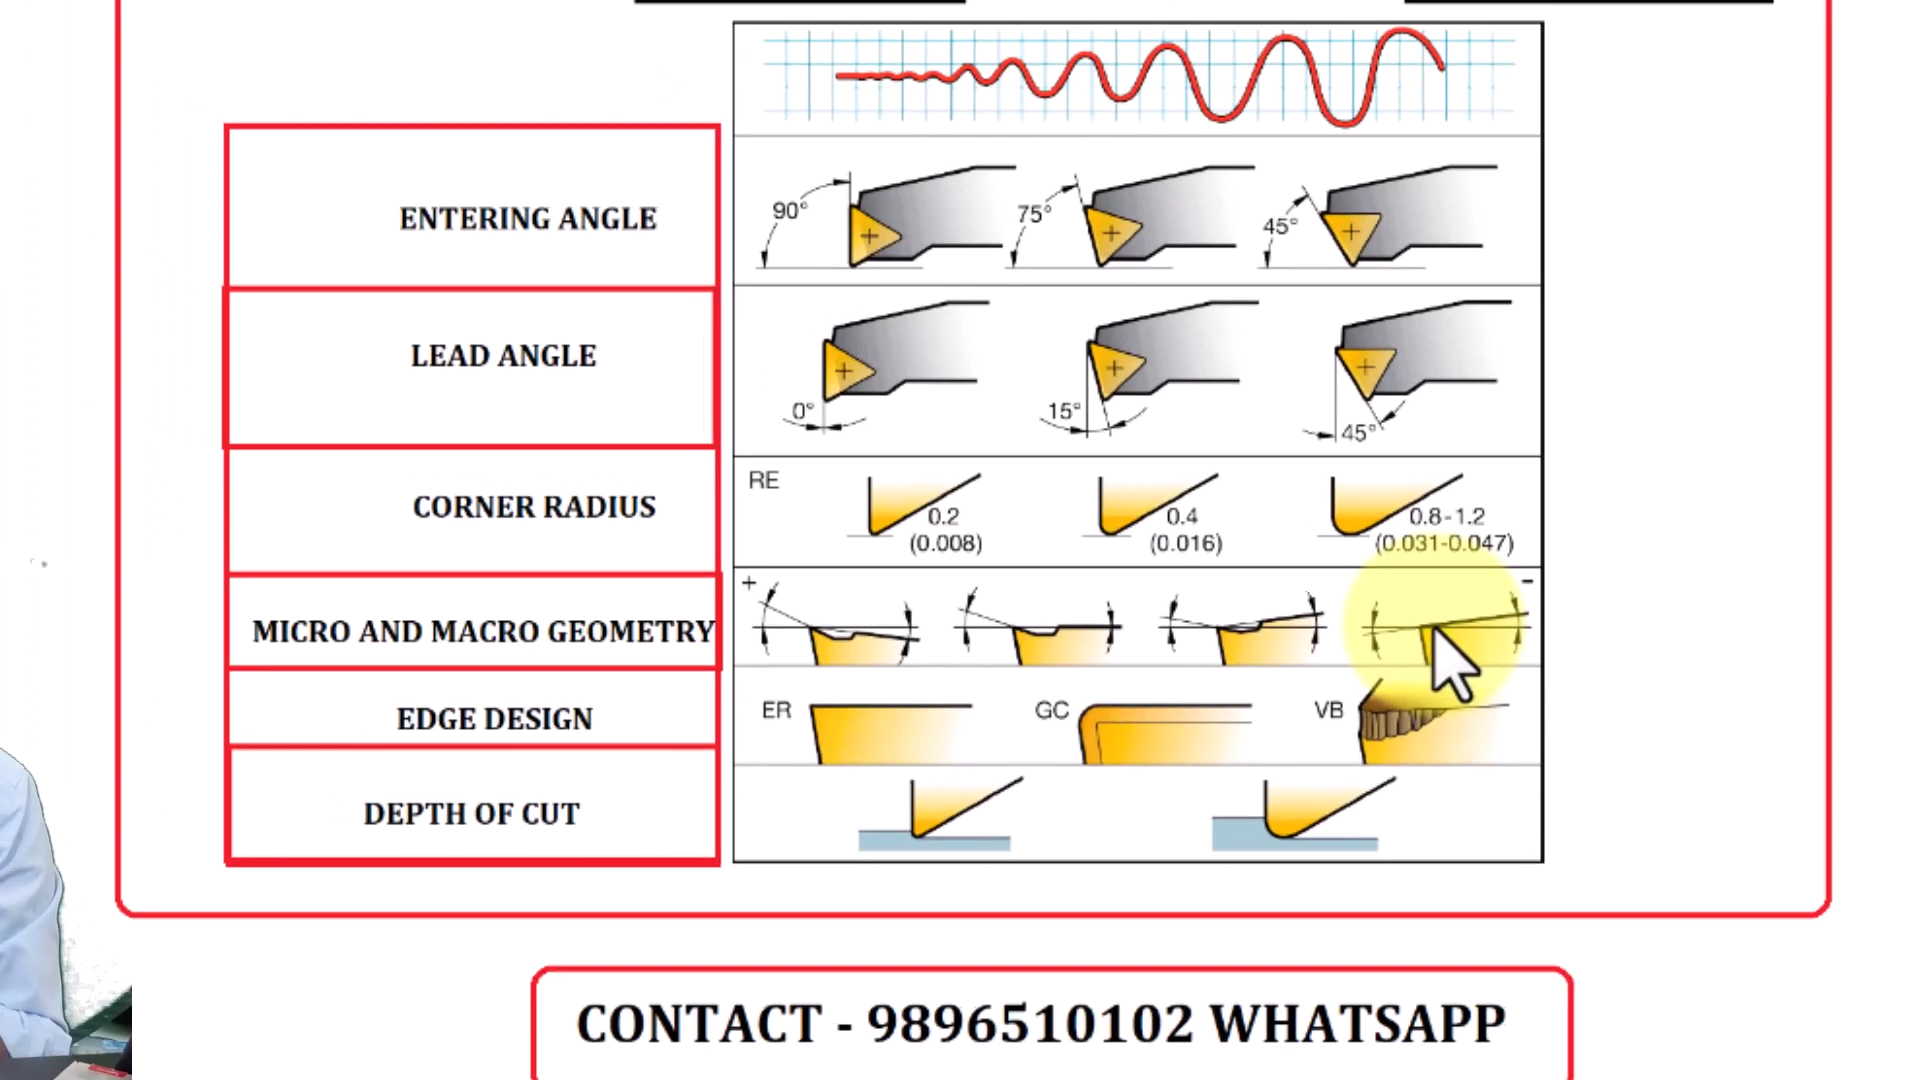 ENTERING ANGLE
90°
75°
45°
LEAD ANGLE
0°
15°
45°
CORNER RADIUS
RE
0.2
(0.008)
0.4
(0.016)
0.8-1.2
(0.031-0.047)
MICRO AND MACRO GEOMETRY
+
-
EDGE DESIGN
ER
GC
VB
DEPTH OF CUT
CONTACT - 9896510102 WHATSAPP